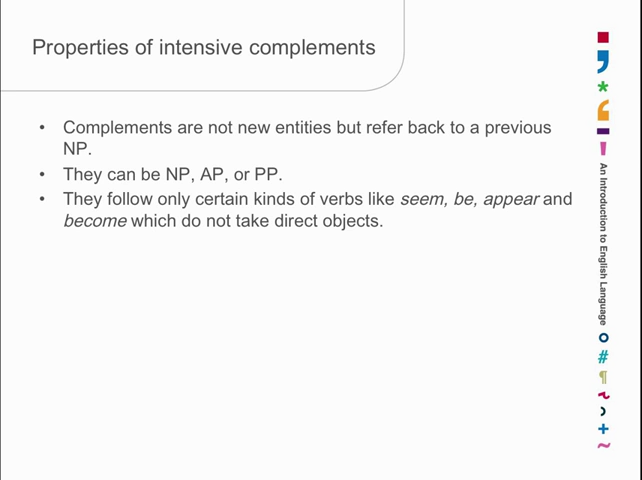 Properties of intensive complements
• Complements are not new entities but refer back to a previous
NP.
• They can be NP, AP, or PP.
• They follow only certain kinds of verbs like seem, be, appear and
become which do not take direct objects.
An Introduction to English Language